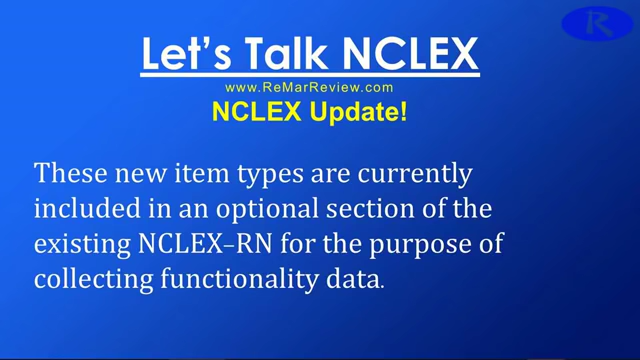 R
Let's Talk NCLEX
www.ReMarReview.com
NCLEX Update!
These new item types are currently
included in an optional section of the
existing NCLEX–RN for the purpose of
collecting functionality data.